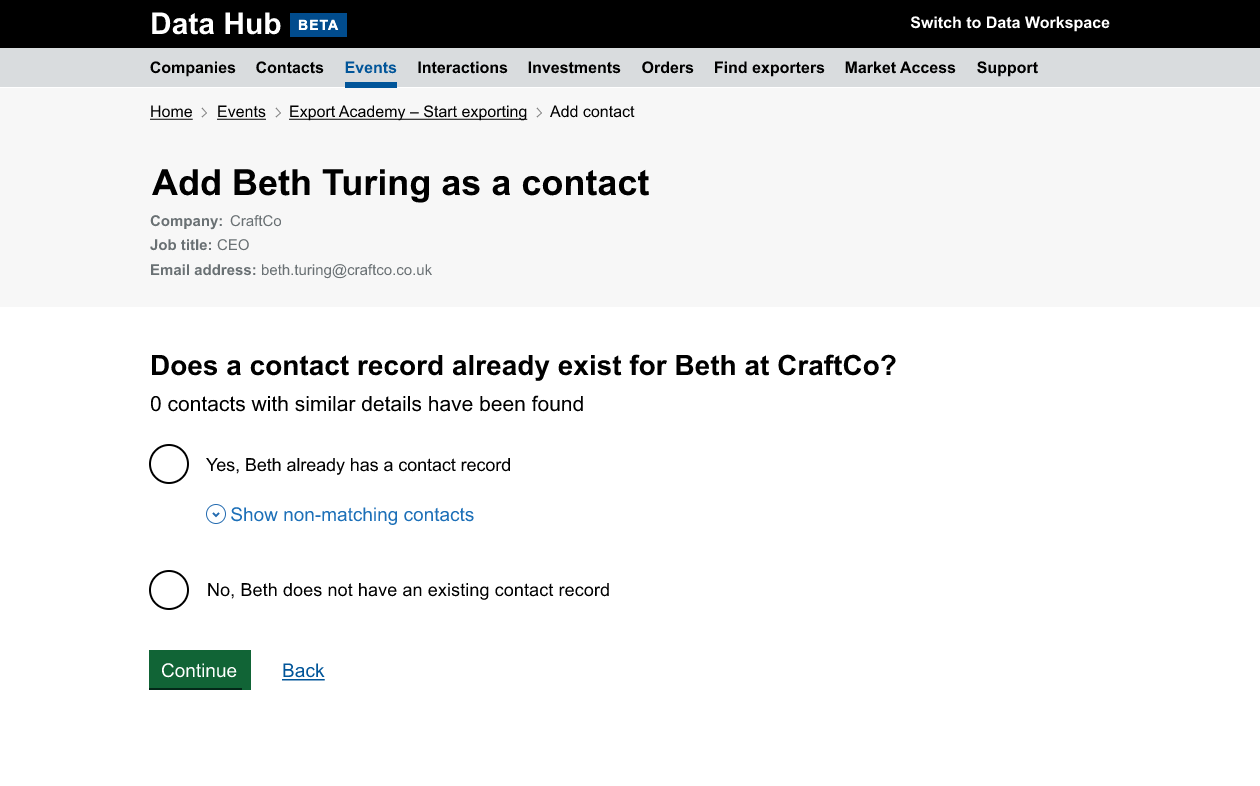 Data Hub BETA
Switch to Data Workspace
Companies Contacts Events Interactions Investments Orders Find exporters Market Access Support
Home > Events > Export Academy – Start exporting > Add contact
Add Beth Turing as a contact
Company: CraftCo
Job title: CEO
Email address: beth.turing@craftco.co.uk
Does a contact record already exist for Beth at CraftCo?
0 contacts with similar details have been found
Yes, Beth already has a contact record
Show non-matching contacts
No, Beth does not have an existing contact record
Continue Back